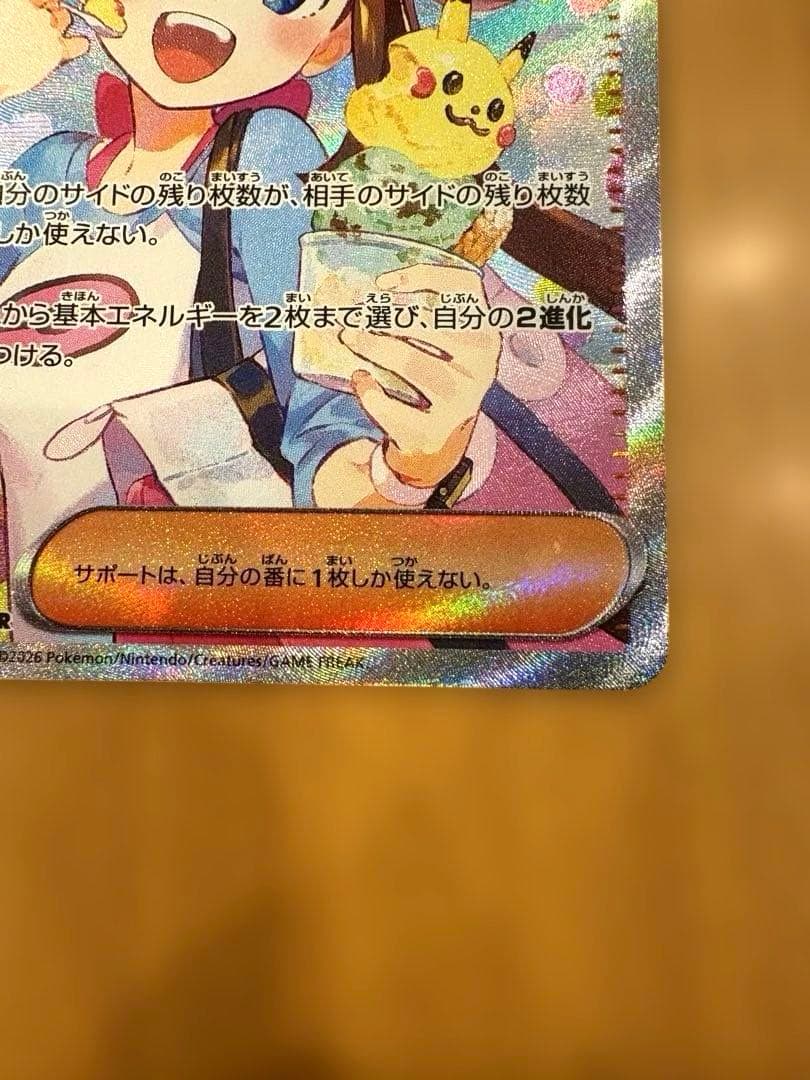 自分のサイドの残り枚数が、相手のサイドの残り枚数
しか使えない。
から基本エネルギーを2枚まで選び、自分の2進化
つける。
サポートは、自分の番に1枚しか使えない。
R
©2026 Pokémon/Nintendo/Creatures/GAME FREAK.